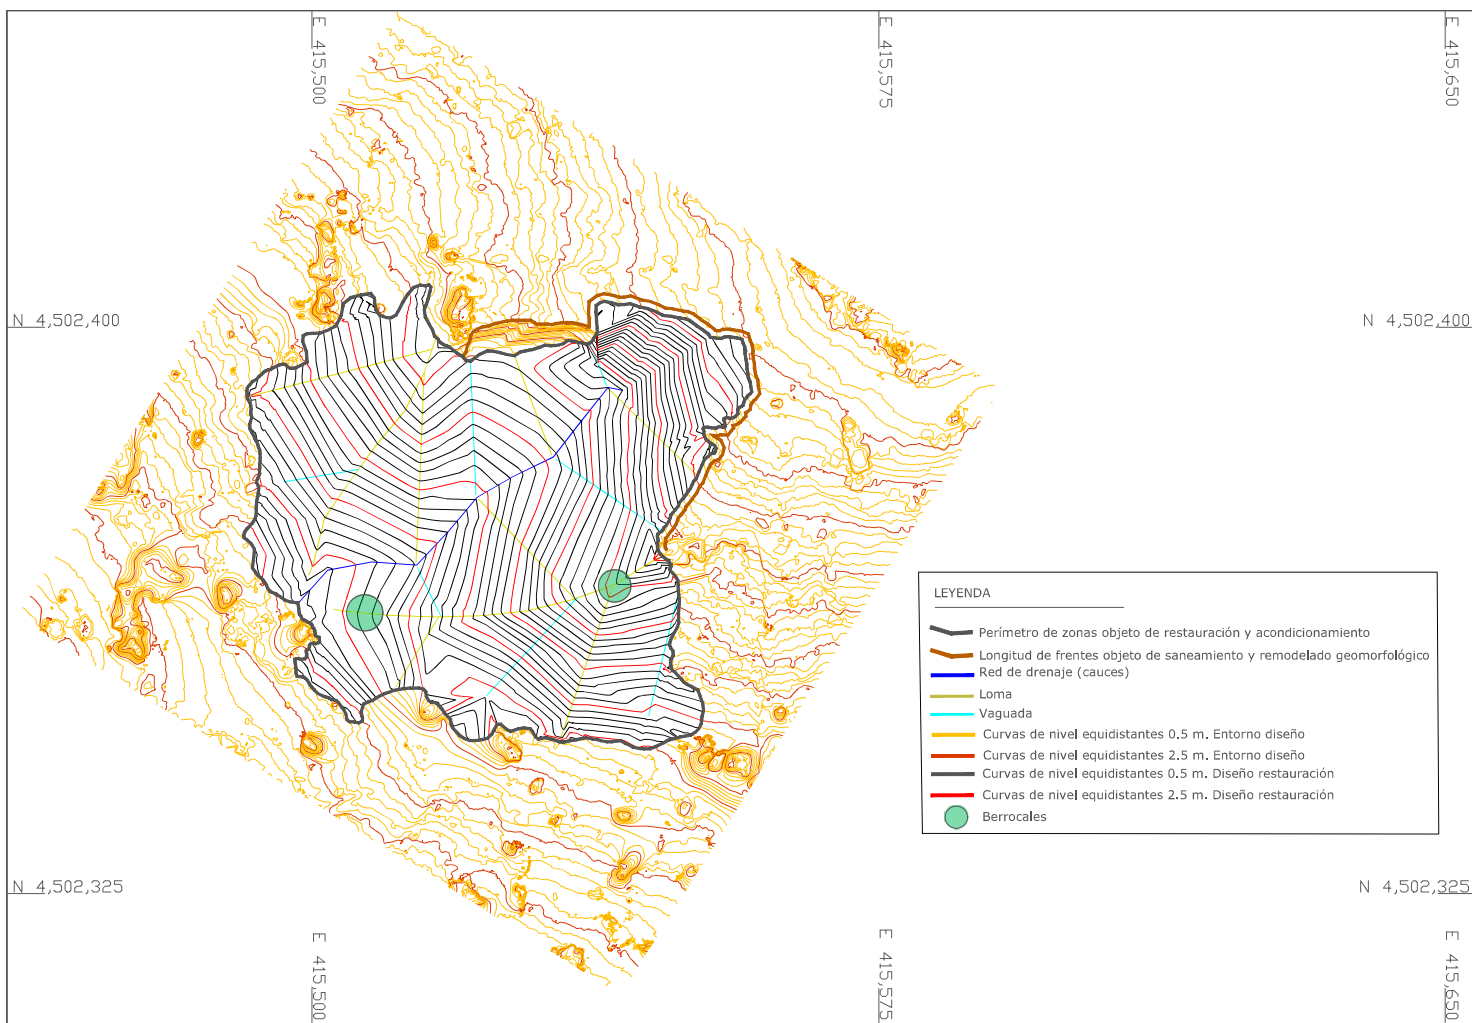 E 415,500
E 415,575
E 415,650
N 4,502,400
N 4,502,400
LEYENDA
Perímetro de zonas objeto de restauración y acondicionamiento
Longitud de frentes objeto de saneamiento y remodelado geomorfológico
Red de drenaje (cauces)
Loma
Vaguada
Curvas de nivel equidistantes 0.5 m. Entorno diseño
Curvas de nivel equidistantes 2.5 m. Entorno diseño
Curvas de nivel equidistantes 0.5 m. Diseño restauración
Curvas de nivel equidistantes 2.5 m. Diseño restauración
Berrocales
N 4,502,325
N 4,502,325
E 415,500
E 415,575
E 415,650